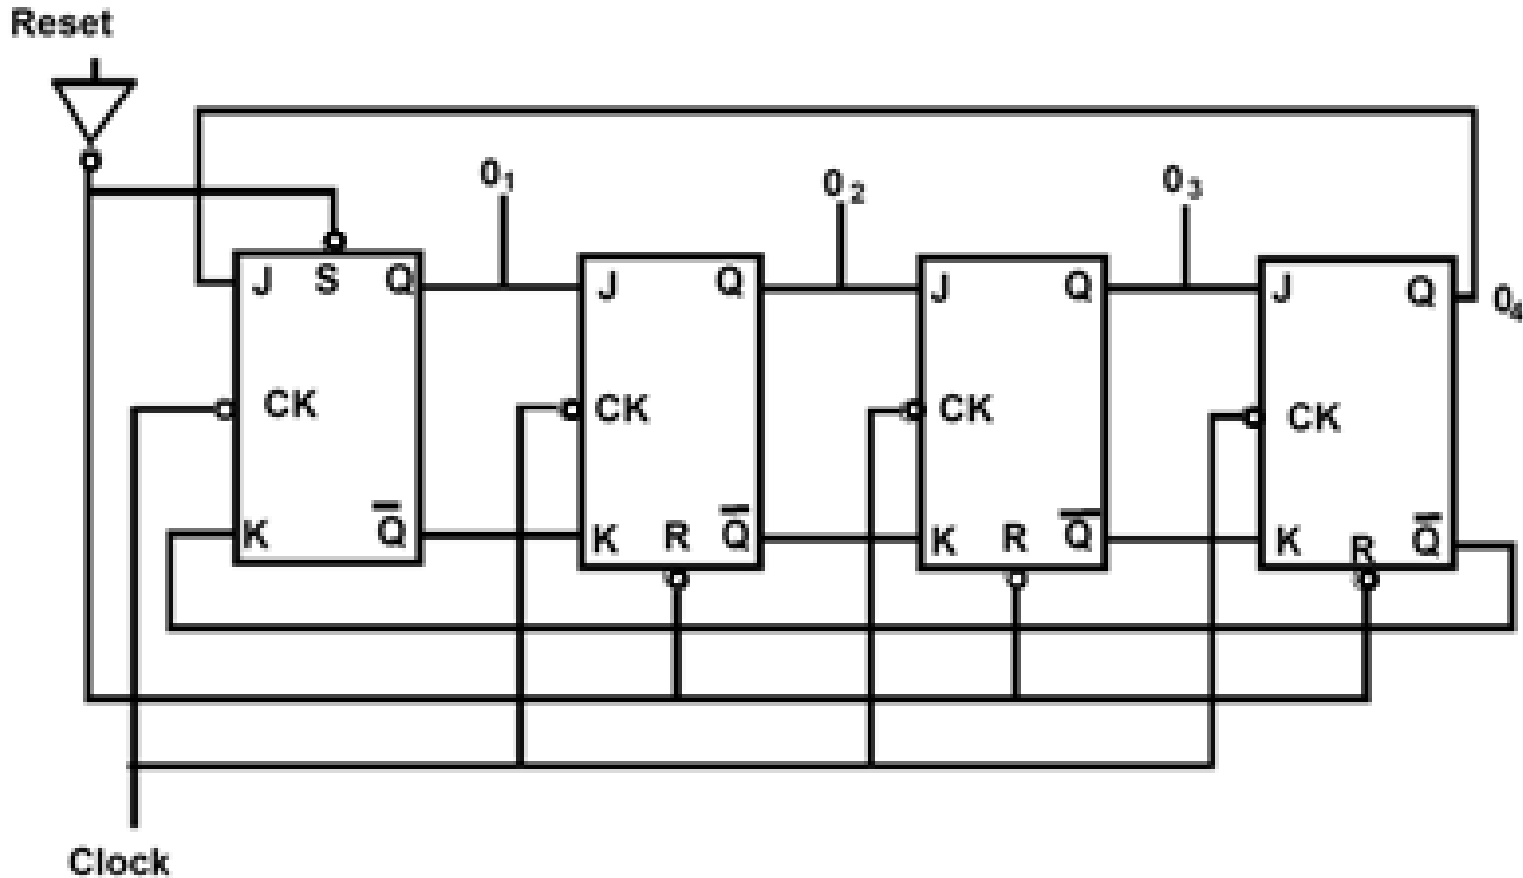 Reset
0₁
0₂
0₃
J S Q
J Q
J Q
J Q
0₄
CK
CK
CK
CK
K Q̅
K R Q̅
K R Q̅
K R Q̅
Clock